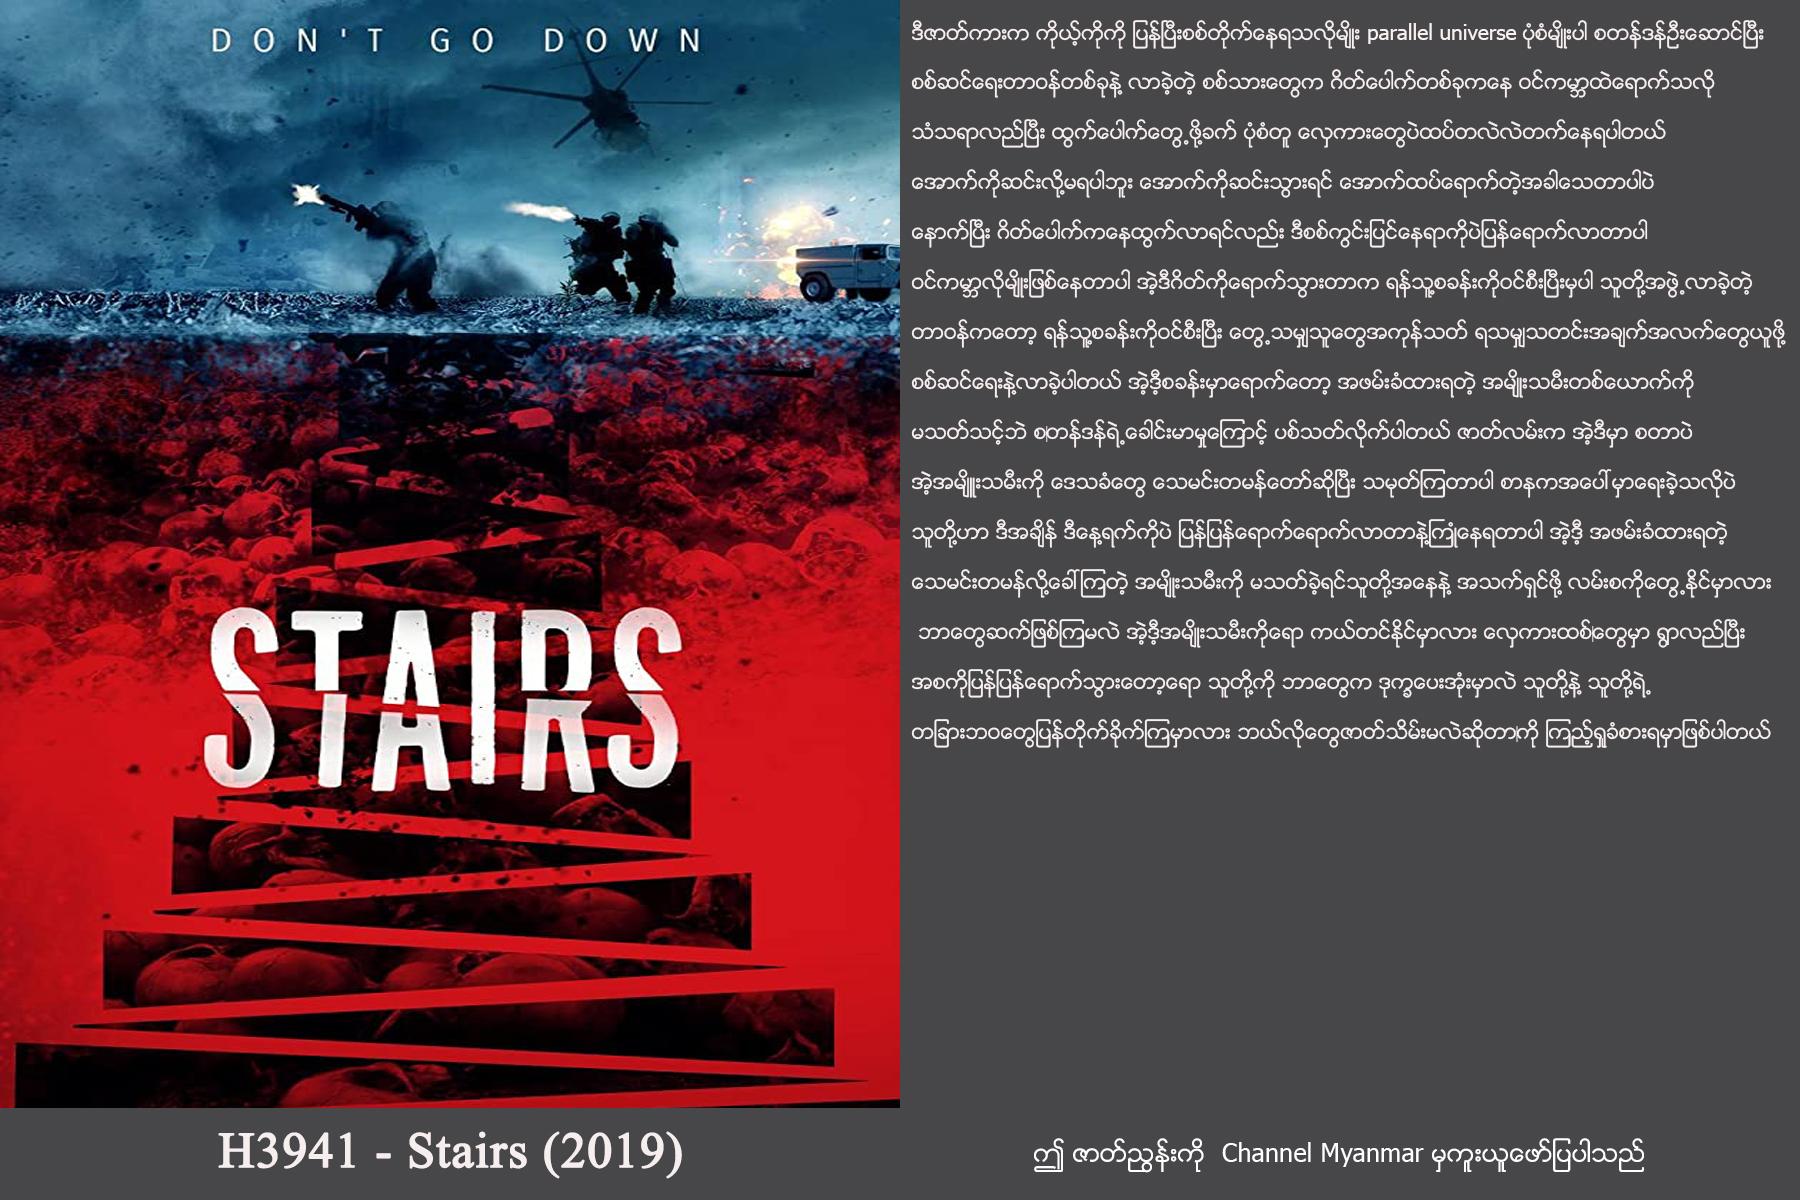 DON'T GO DOWN
STAIRS
H3941 - Stairs (2019)
ဒီဇာတ်ကားက ကိုယ့်ကိုကို ပြန်ပြီးစစ်တိုက်နေရသလိုမျိုး parallel universe ပုံစံမျိုးပါ စတန်ဒန်ဦးဆောင်ပြီး
စစ်ဆင်ရေးတာဝန်တစ်ခုနဲ့ လာခဲ့တဲ့ စစ်သားတွေက ဂိတ်ပေါက်တစ်ခုကနေ ဝင်ကမ္ဘာထဲရောက်သလို
သံသရာလည်ပြီး ထွက်ပေါက်တွေ့ဖို့ခက် ပုံစံတူ လှေကားတွေပဲထပ်တလဲလဲတက်နေရပါတယ်
အောက်ကိုဆင်းလို့မရပါဘူး အောက်ကိုဆင်းသွားရင် အောက်ထပ်ရောက်တဲ့အခါသေတာပါပဲ
နောက်ပြီး ဂိတ်ပေါက်ကနေထွက်လာရင်လည်း ဒီစစ်ကွင်းပြင်နေရာကိုပဲပြန်ရောက်လာတာပါ
ဝင်ကမ္ဘာလိုမျိုးဖြစ်နေတာပါ အဲ့ဒီဂိတ်ကိုရောက်သွားတာက ရန်သူ့စခန်းကိုဝင်စီးပြီးမှပါ သူတို့အဖွဲ့လာခဲ့တဲ့
တာဝန်ကတော့ ရန်သူ့စခန်းကိုဝင်စီးပြီး တွေ့သမျှသူတွေအကုန်သတ် ရသမျှသတင်းအချက်အလက်တွေယူဖို့
စစ်ဆင်ရေးနဲ့လာခဲ့ပါတယ် အဲ့ဒီ့စခန်းမှာရောက်တော့ အဖမ်းခံထားရတဲ့ အမျိုးသမီးတစ်ယောက်ကို
မသတ်သင့်ဘဲ စတန်ဒန်ရဲ့ခေါင်းမာမှုကြောင့် ပစ်သတ်လိုက်ပါတယ် ဇာတ်လမ်းက အဲ့ဒီမှာ စတာပဲ
အဲ့အမျိုးသမီးကို ဒေသခံတွေ သေမင်းတမန်တော်ဆိုပြီး သမုတ်ကြတာပါ စာနကအပေါ်မှာရေးခဲ့သလိုပဲ
သူတို့ဟာ ဒီအချိန် ဒီနေ့ရက်ကိုပဲ ပြန်ပြန်ရောက်ရောက်လာတာနဲ့ကြုံနေရတာပါ အဲ့ဒီ့ အဖမ်းခံထားရတဲ့
သေမင်းတမန်လို့ခေါ်ကြတဲ့ အမျိုးသမီးကို မသတ်ခဲ့ရင်သူတို့အနေနဲ့ အသက်ရှင်ဖို့ လမ်းစကိုတွေ့နိုင်မှာလား
ဘာတွေဆက်ဖြစ်ကြမလဲ အဲ့ဒီ့အမျိုးသမီးကိုရော ကယ်တင်နိုင်မှာလား လှေကားထစ်တွေမှာ ရွာလည်ပြီး
အစကိုပြန်ပြန်ရောက်သွားတော့ရော သူတို့ကို ဘာတွေက ဒုက္ခပေးအုံးမှာလဲ သူတို့နဲ့ သူတို့ရဲ့
တခြားဘဝတွေပြန်တိုက်ခိုက်ကြမှာလား ဘယ်လိုတွေဇာတ်သိမ်းမလဲဆိုတာကို ကြည့်ရှုခံစားရမှာဖြစ်ပါတယ်
ဤ ဇာတ်ညွှန်းကို Channel Myanmar မှကူးယူဖော်ပြပါသည်